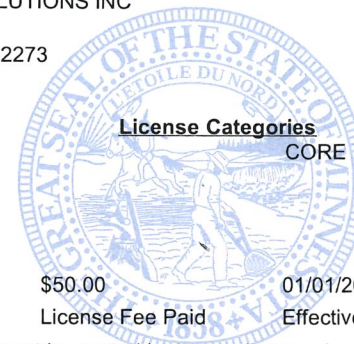 LUTIONS INC
2273
THE GREAT SEAL OF THE STATE OF MINNESOTA
L'ETOILE DU NORD
License Categories
CORE
$50.00 01/01/2
License Fee Paid Effectiv
1858